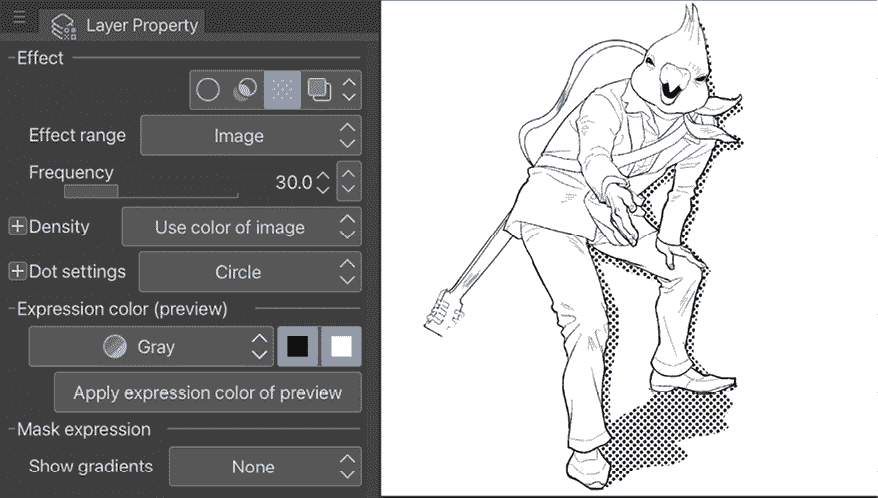 Layer Property
Effect
Effect range Image
Frequency 30.0
Density Use color of image
Dot settings Circle
Expression color (preview)
Gray
Apply expression color of preview
Mask expression
Show gradients None